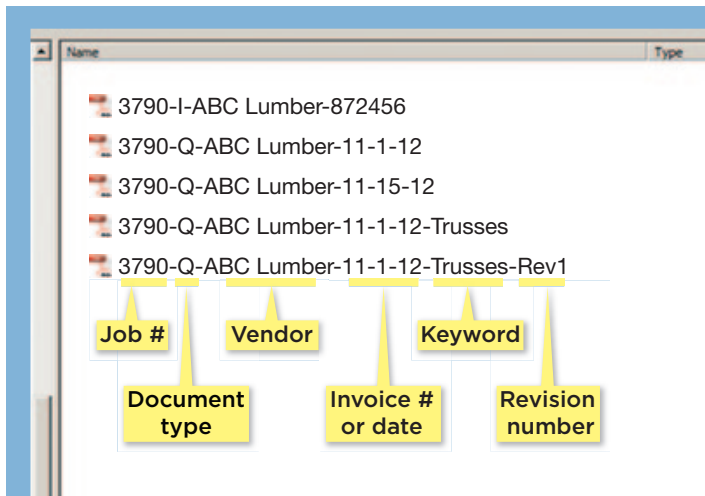 Name Type
3790-I-ABC Lumber-872456
3790-Q-ABC Lumber-11-1-12
3790-Q-ABC Lumber-11-15-12
3790-Q-ABC Lumber-11-1-12-Trusses
3790-Q-ABC Lumber-11-1-12-Trusses-Rev1
Job # Vendor Keyword
Document
type
Invoice #
or date
Revision
number